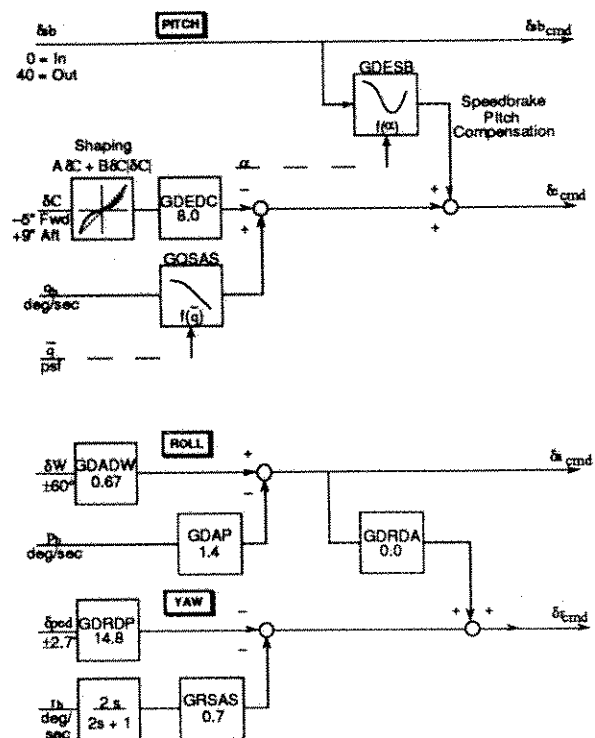 δsb
PITCH
δsb cmd
0 = In
40 = Out
GDESB
f(α)
Speedbrake
Pitch
Compensation
Shaping
A δC + BδC|δC|
α
−
+
δC
−5" Fwd
+9" Aft
GDEDC
8.0
+
+
δe cmd
GQSAS
f(q̄)
qb
deg/sec
q̄
psf
ROLL
δW
±60°
GDADW
0.67
+
−
δa cmd
Pb
deg/sec
GDAP
1.4
GDRDA
0.0
YAW
δped
±2.7"
GDRDP
14.8
−
−
+ +
δr cmd
rb
deg/
sec
2 s
2s + 1
GRSAS
0.7